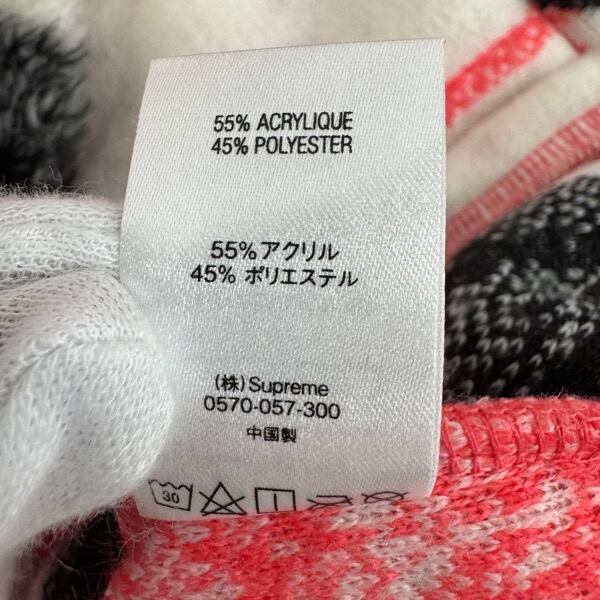 55% ACRYLIQUE
45% POLYESTER
55%アクリル
45% ポリエステル
(株)Supreme
0570-057-300
中国製
30